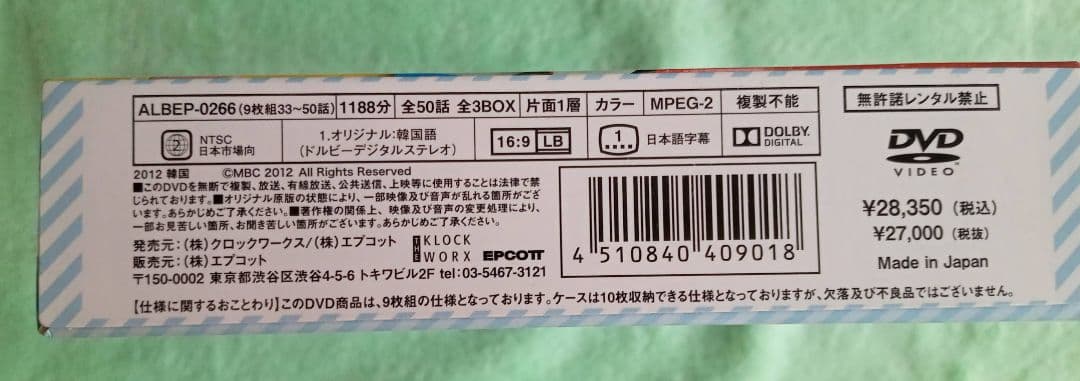 ALBEP-0266(9枚組33~50話) 1188分 全50話 全3BOX 片面1層 カラー MPEG-2 複製不能
2 NTSC 日本市場向 1.オリジナル:韓国語 (ドルビーデジタルステレオ) 16:9 LB 1 日本語字幕 DOLBY DIGITAL
2012 韓国 ©MBC 2012 All Rights Reserved
■このDVDを無断で複製、放送、有線放送、公共送信、上映等に使用することは法律で禁
じられております。■オリジナル原版の状態により、一部映像及び音声が乱れる箇所がござ
います。あらかじめご了承ください。■著作権の関係上、映像及び音声の変更処理により、
一部お見苦しい箇所、お聞き苦しい箇所がございます。あらかじめご了承ください。
発売元:(株)クロックワークス/(株)エプコット
販売元:(株)エプコット
THE KLOCK WORX EPCOTT
〒150-0002 東京都渋谷区渋谷4-5-6 トキワビル2F tel:03-5467-3121
4 510840 409018
無許諾レンタル禁止
DVD
VIDEO
¥28,350(税込)
¥27,000(税抜)
Made in Japan
【仕様に関するおことわり】このDVD商品は、9枚組の仕様となっております。ケースは10枚収納できる仕様となっておりますが、欠落及び不良品ではございません。